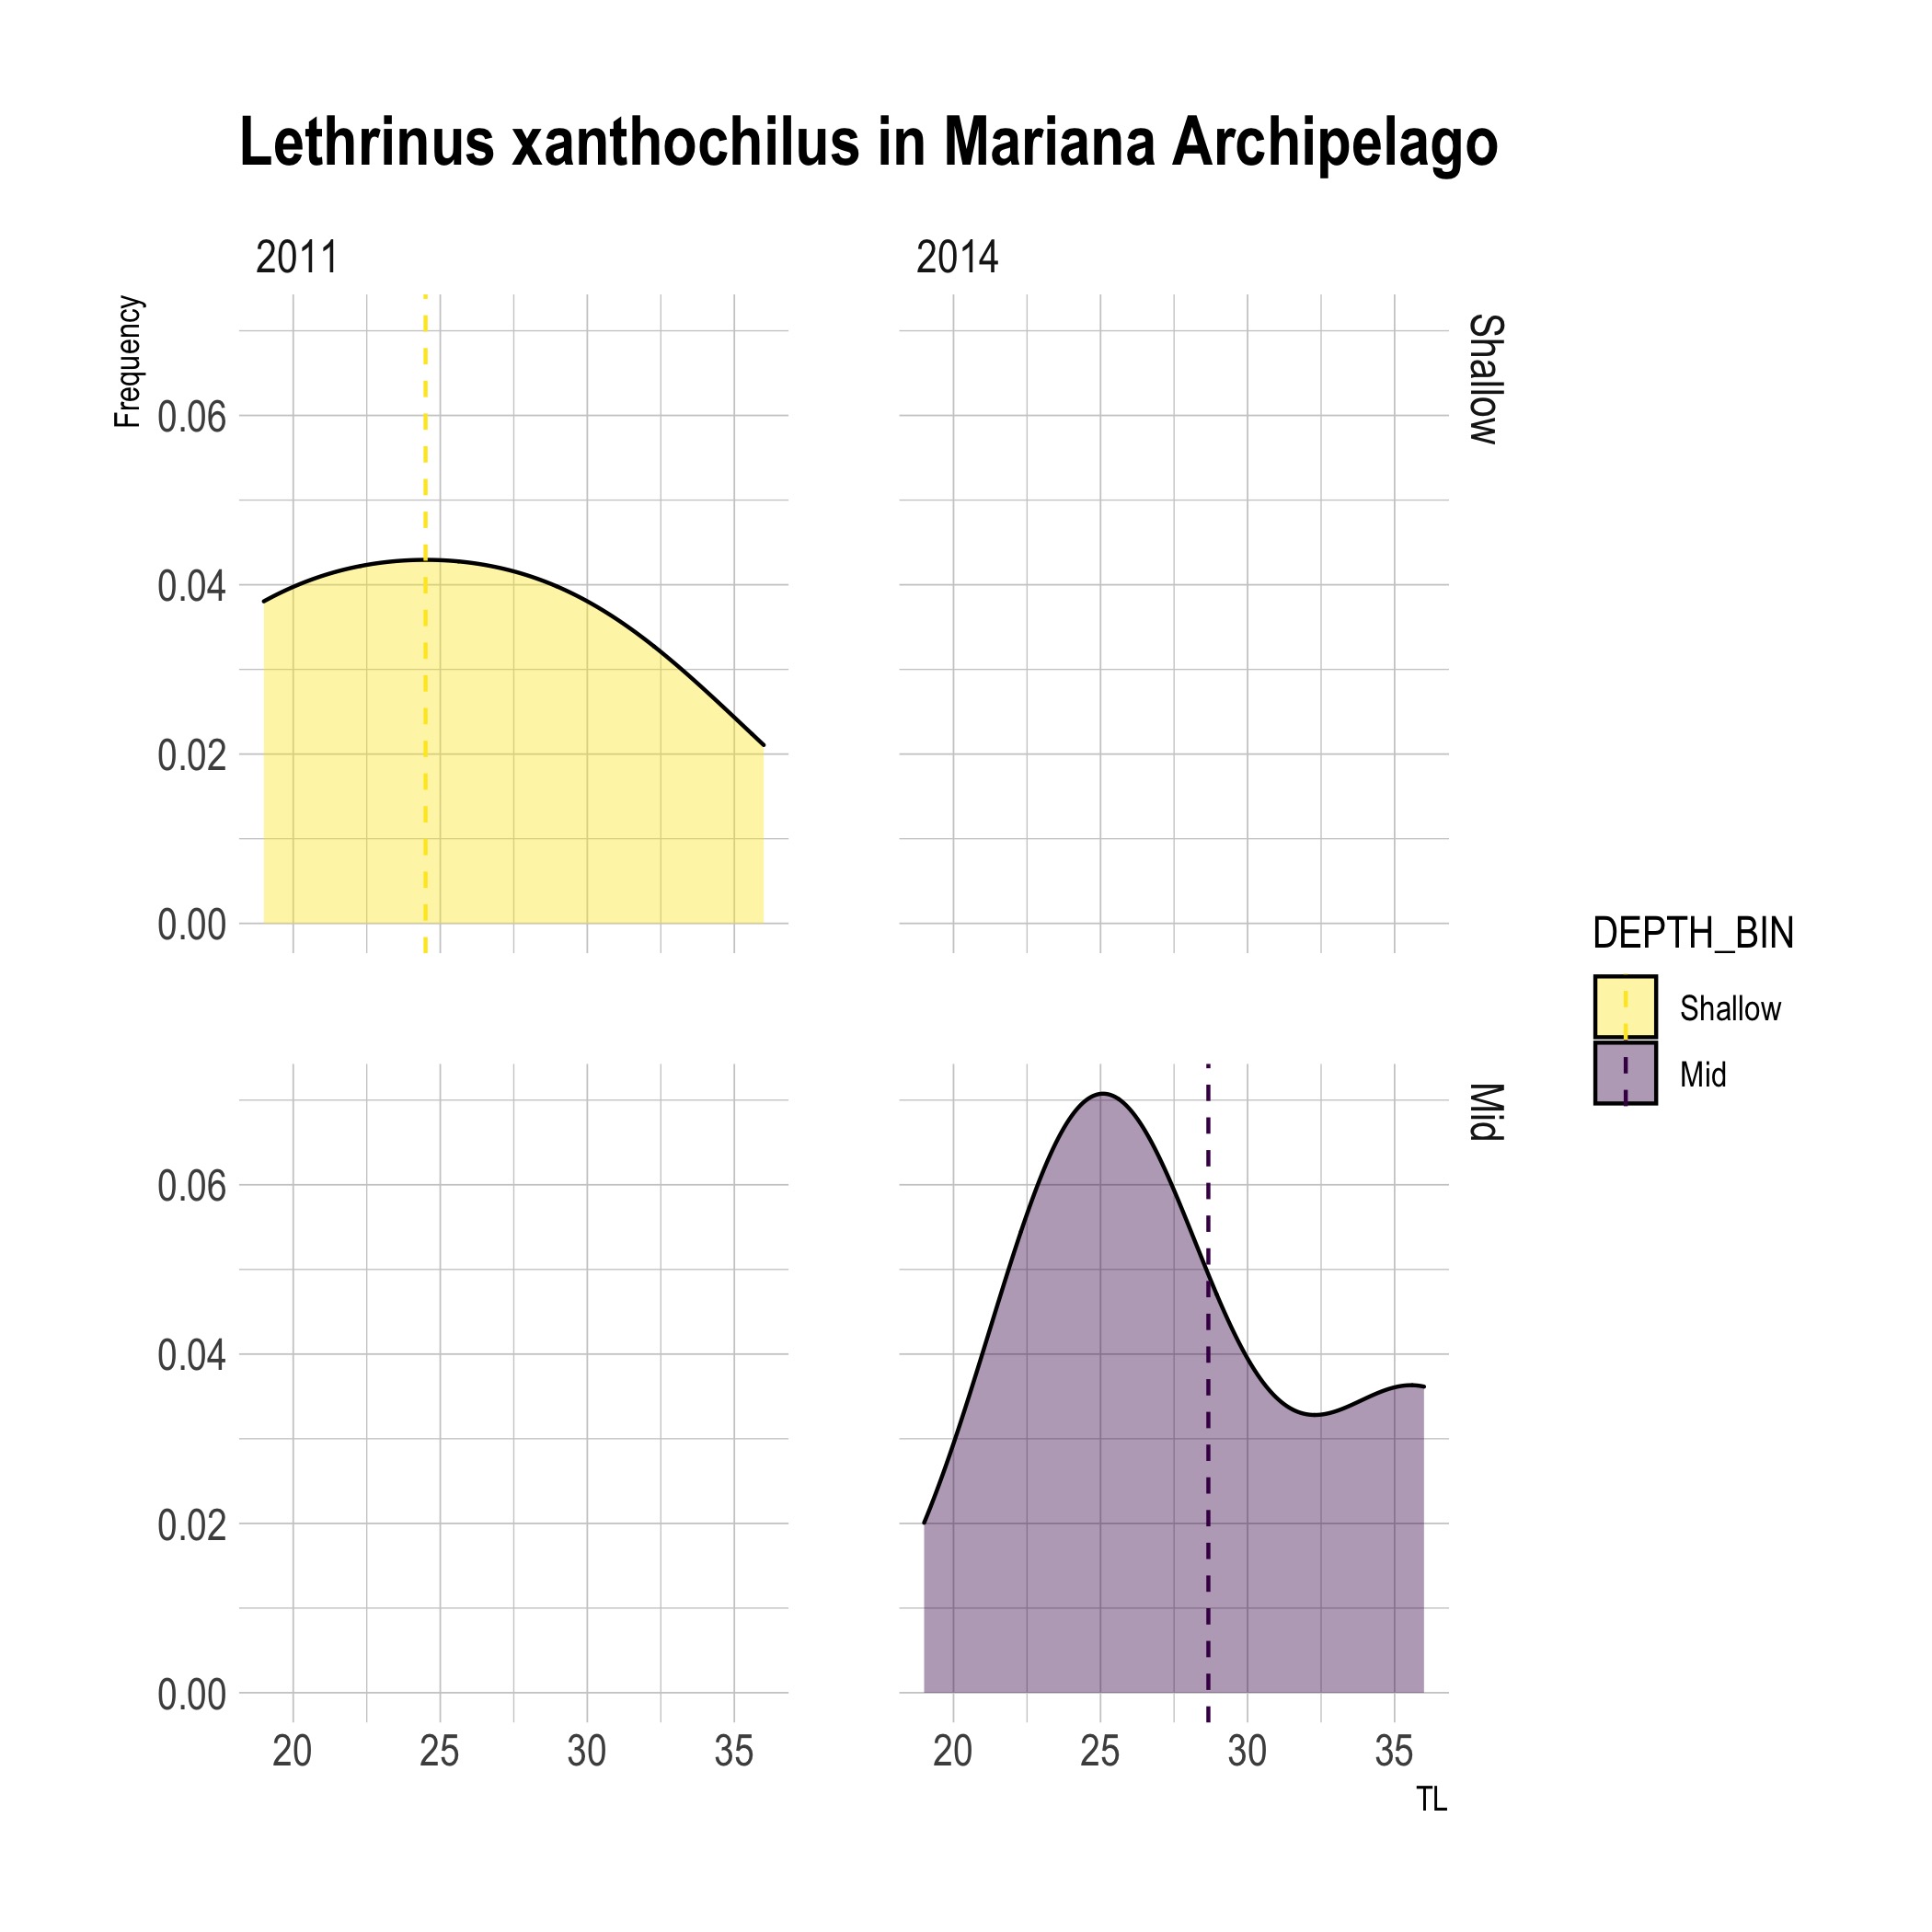 Lethrinus xanthochilus in Mariana Archipelago
2011
2014
Frequency
Shallow
0.06
0.04
0.02
0.00
DEPTH_BIN
Shallow
Mid
Mid
0.06
0.04
0.02
0.00
20 25 30 35
20 25 30 35
TL